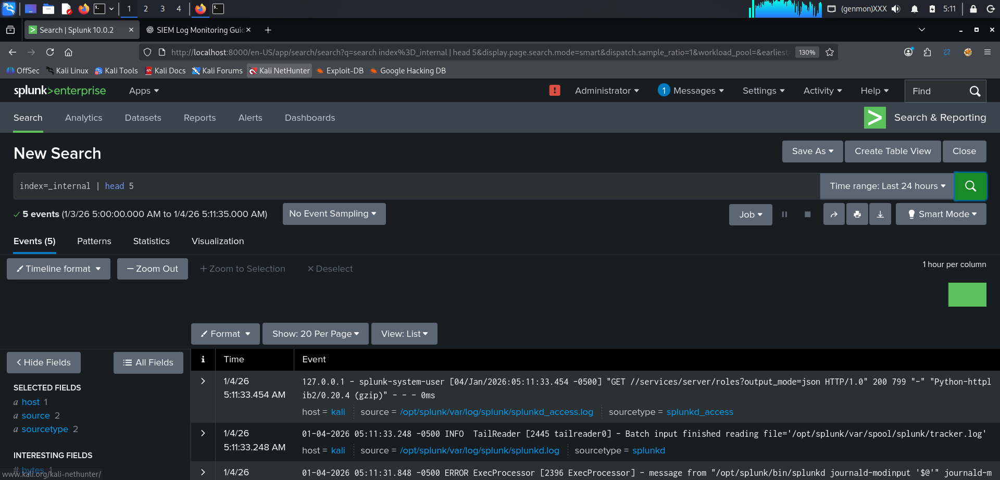 1 2 3 4 (genmon)XXX 5:11
Search | Splunk 10.0.2 SIEM Log Monitoring Guid
http://localhost:8000/en-US/app/search/search?q=search index%3D_internal | head 5&display.page.search.mode=smart&dispatch.sample_ratio=1&workload_pool=&earliest= 130%
OffSec Kali Linux Kali Tools Kali Docs Kali Forums Kali NetHunter Exploit-DB Google Hacking DB
splunk>enterprise Apps ! Administrator 1 Messages Settings Activity Help Find
Search Analytics Datasets Reports Alerts Dashboards > Search & Reporting
New Search Save As Create Table View Close
index=_internal | head 5 Time range: Last 24 hours
✓ 5 events (1/3/26 5:00:00.000 AM to 1/4/26 5:11:35.000 AM) No Event Sampling Job Smart Mode
Events (5) Patterns Statistics Visualization
Timeline format — Zoom Out + Zoom to Selection × Deselect 1 hour per column
Format Show: 20 Per Page View: List
< Hide Fields All Fields i Time Event
SELECTED FIELDS
a host 1
a source 2
a sourcetype 2
INTERESTING FIELDS
# bytes 1
www.kali.org/kali-nethunter/
> 1/4/26 127.0.0.1 - splunk-system-user [04/Jan/2026:05:11:33.454 -0500] "GET //services/server/roles?output_mode=json HTTP/1.0" 200 799 "-" "Python-httpl
5:11:33.454 AM ib2/0.20.4 (gzip)" - - - 0ms
host = kali source = /opt/splunk/var/log/splunk/splunkd_access.log sourcetype = splunkd_access
> 1/4/26 01-04-2026 05:11:33.248 -0500 INFO TailReader [2445 tailreader0] - Batch input finished reading file='/opt/splunk/var/spool/splunk/tracker.log'
5:11:33.248 AM host = kali source = /opt/splunk/var/log/splunk/splunkd.log sourcetype = splunkd
> 1/4/26 01-04-2026 05:11:31.848 -0500 ERROR ExecProcessor [2396 ExecProcessor] - message from "/opt/splunk/bin/splunkd journald-modinput '$@'" journald-m